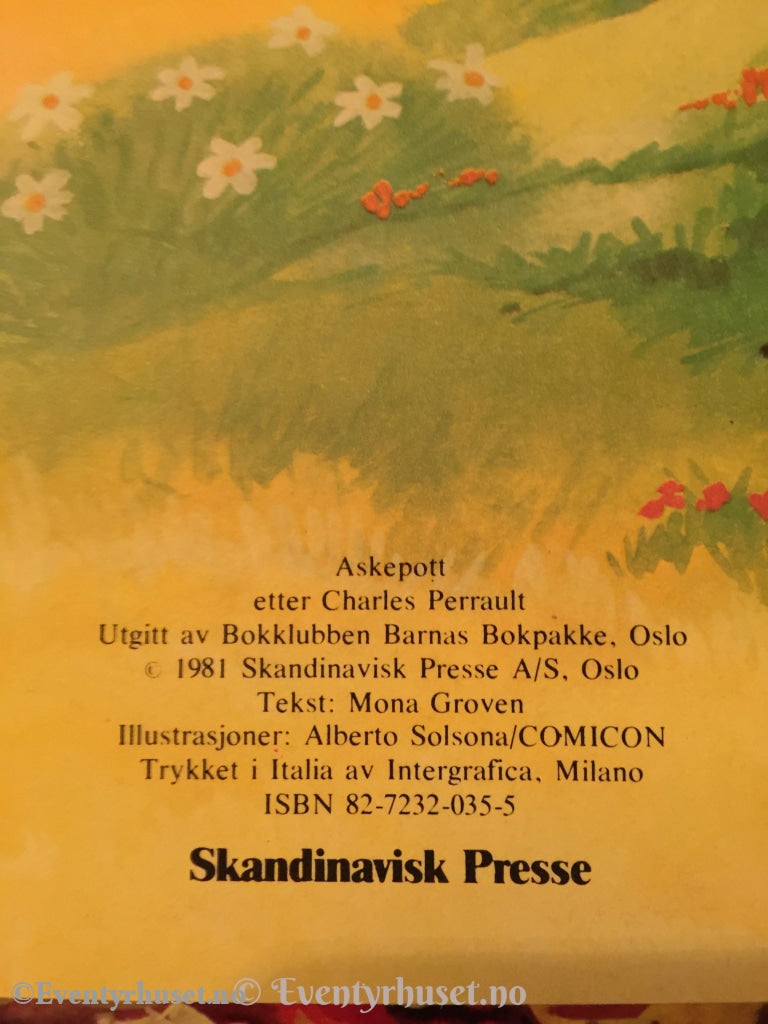 Askepott
etter Charles Perrault
Utgitt av Bokklubben Barnas Bokpakke, Oslo
© 1981 Skandinavisk Presse A/S, Oslo
Tekst: Mona Groven
Illustrasjoner: Alberto Solsona/COMICON
Trykket i Italia av Intergrafica, Milano
ISBN 82-7232-035-5
Skandinavisk Presse
©Eventyrhuset.no © Eventyrhuset.no